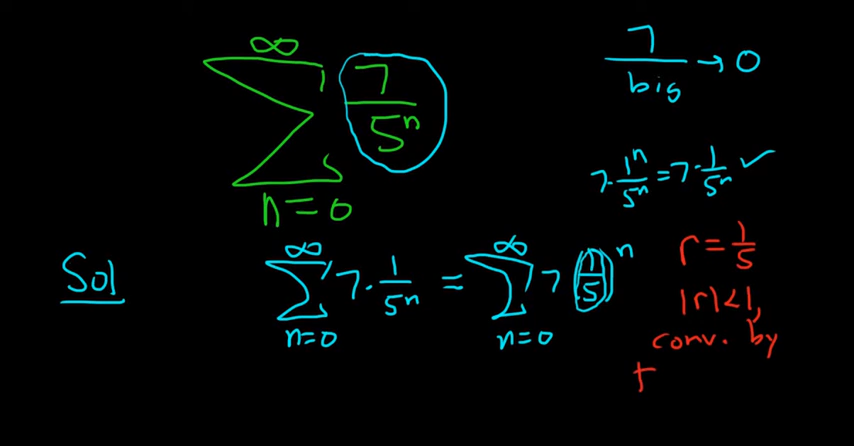 ∞
∑ 7/5ⁿ
n = 0
7/big → 0
7 · 1ⁿ/5ⁿ = 7 · 1/5ⁿ ✓
Sol
∞ ∞
∑ 7 · 1/5ⁿ = ∑ 7 (1/5)ⁿ
n = 0 n = 0
r = 1/5
|r| < 1,
conv. by
t